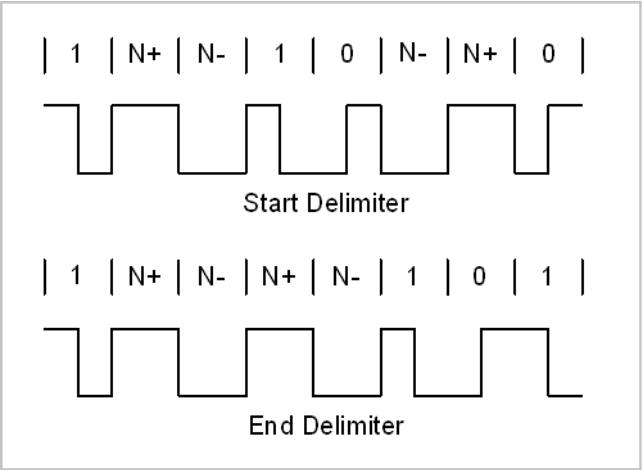 | 1 | N+ | N- | 1 | 0 | N- | N+ | 0 |
Start Delimiter
| 1 | N+ | N- | N+ | N- | 1 | 0 | 1 |
End Delimiter